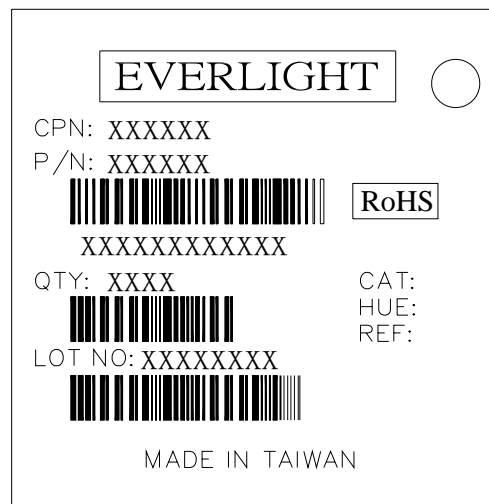 EVERLIGHT
CPN: XXXXXX
P/N: XXXXXX
RoHS
XXXXXXXXXXXX
QTY: XXXX
CAT:
HUE:
REF:
LOT NO: XXXXXXXX
MADE IN TAIWAN